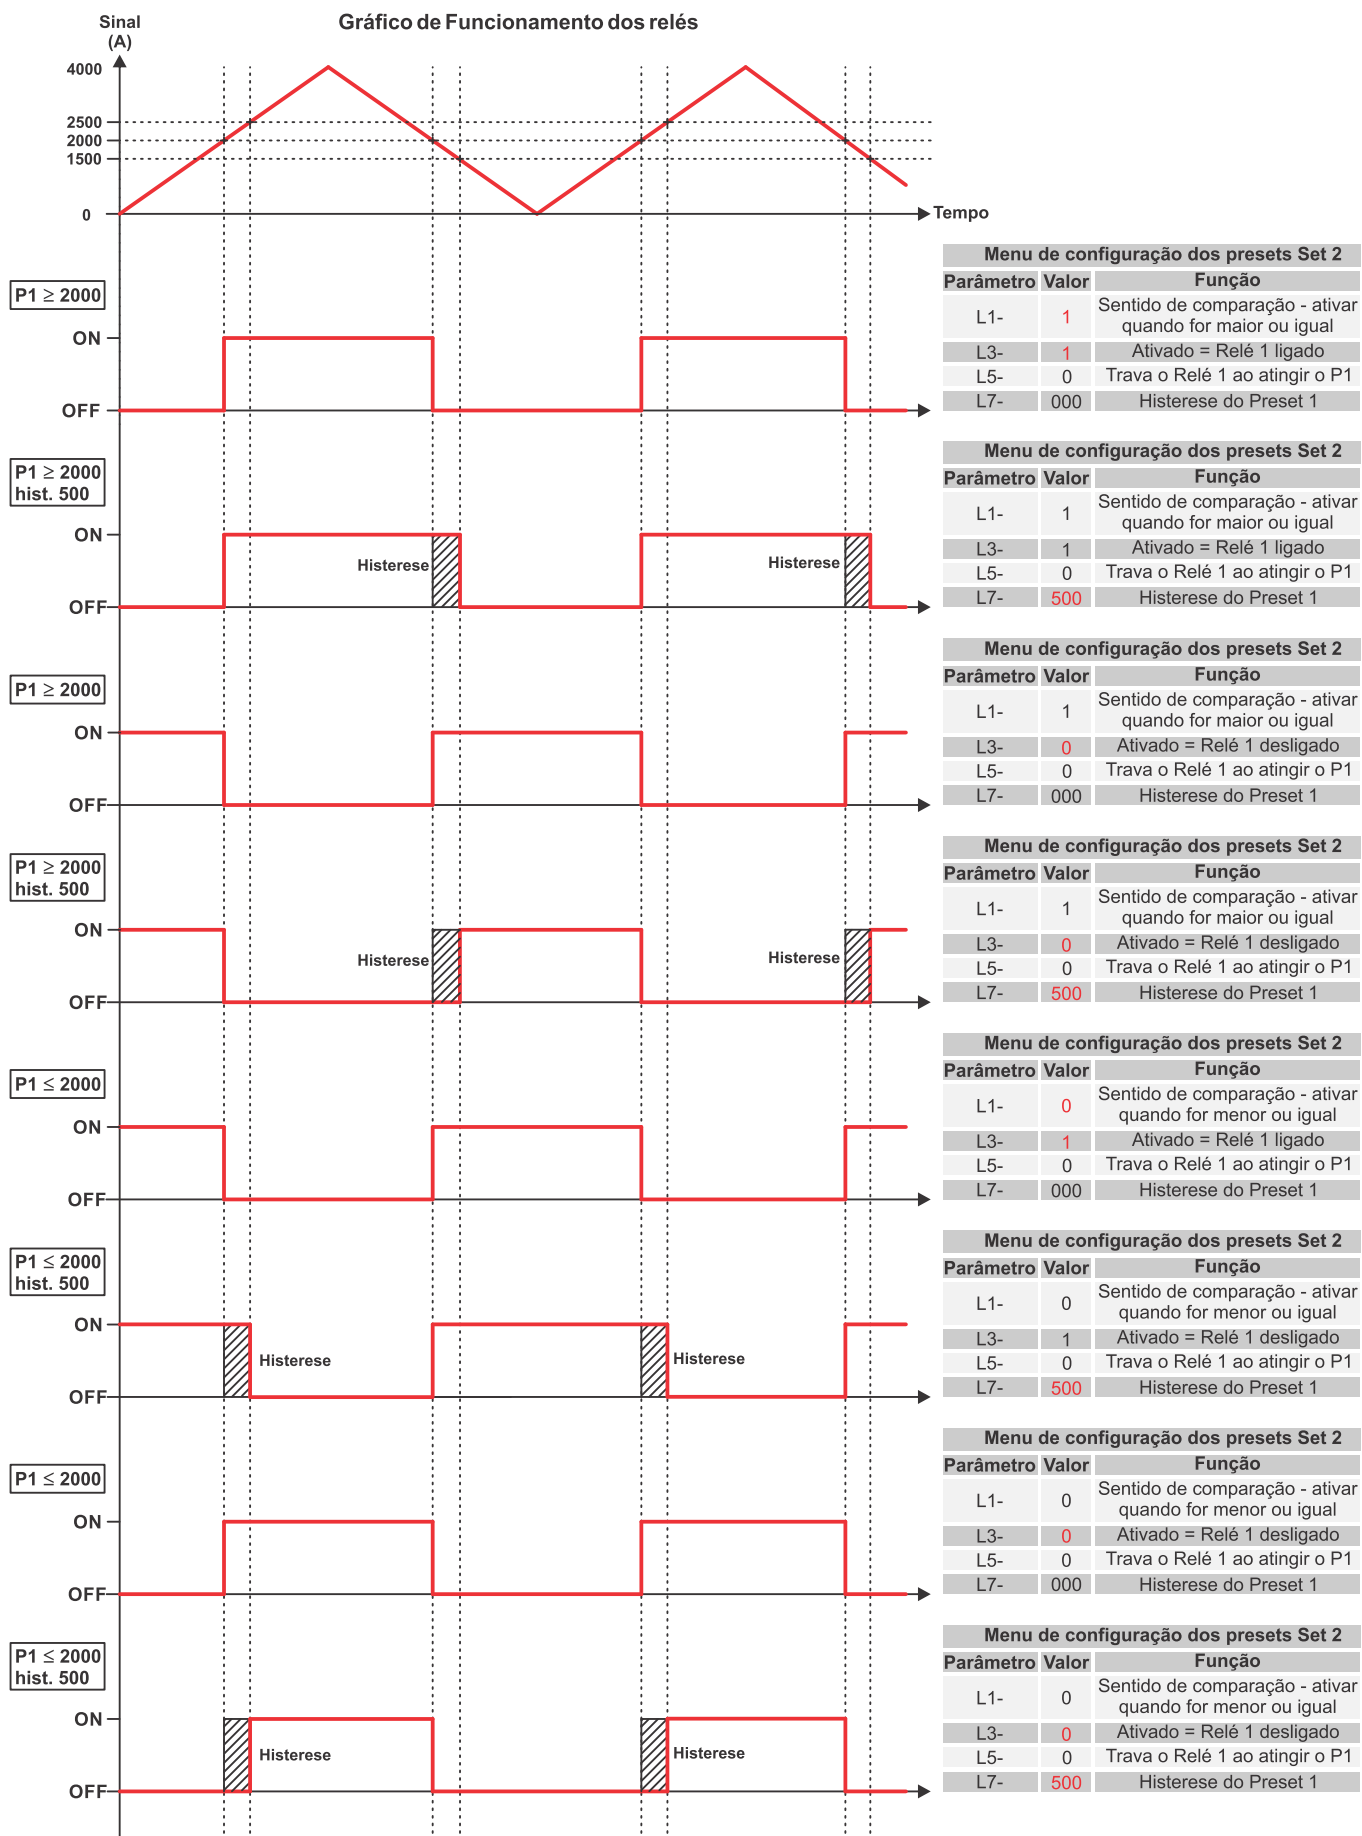 Gráfico de Funcionamento dos relés
Sinal
(A)
4000
2500
2000
1500
0
Tempo
P1 ≥ 2000
ON
OFF
Menu de configuração dos presets Set 2
Parâmetro Valor Função
L1- 1 Sentido de comparação - ativar
quando for maior ou igual
L3- 1 Ativado = Relé 1 ligado
L5- 0 Trava o Relé 1 ao atingir o P1
L7- 000 Histerese do Preset 1
P1 ≥ 2000
hist. 500
ON
Histerese
Histerese
OFF
Menu de configuração dos presets Set 2
Parâmetro Valor Função
L1- 1 Sentido de comparação - ativar
quando for maior ou igual
L3- 1 Ativado = Relé 1 ligado
L5- 0 Trava o Relé 1 ao atingir o P1
L7- 500 Histerese do Preset 1
P1 ≥ 2000
ON
OFF
Menu de configuração dos presets Set 2
Parâmetro Valor Função
L1- 1 Sentido de comparação - ativar
quando for maior ou igual
L3- 0 Ativado = Relé 1 desligado
L5- 0 Trava o Relé 1 ao atingir o P1
L7- 000 Histerese do Preset 1
P1 ≥ 2000
hist. 500
ON
Histerese
Histerese
OFF
Menu de configuração dos presets Set 2
Parâmetro Valor Função
L1- 1 Sentido de comparação - ativar
quando for maior ou igual
L3- 0 Ativado = Relé 1 desligado
L5- 0 Trava o Relé 1 ao atingir o P1
L7- 500 Histerese do Preset 1
P1 ≤ 2000
ON
OFF
Menu de configuração dos presets Set 2
Parâmetro Valor Função
L1- 0 Sentido de comparação - ativar
quando for menor ou igual
L3- 1 Ativado = Relé 1 ligado
L5- 0 Trava o Relé 1 ao atingir o P1
L7- 000 Histerese do Preset 1
P1 ≤ 2000
hist. 500
ON
Histerese
Histerese
OFF
Menu de configuração dos presets Set 2
Parâmetro Valor Função
L1- 0 Sentido de comparação - ativar
quando for menor ou igual
L3- 1 Ativado = Relé 1 desligado
L5- 0 Trava o Relé 1 ao atingir o P1
L7- 500 Histerese do Preset 1
P1 ≤ 2000
ON
OFF
Menu de configuração dos presets Set 2
Parâmetro Valor Função
L1- 0 Sentido de comparação - ativar
quando for menor ou igual
L3- 0 Ativado = Relé 1 desligado
L5- 0 Trava o Relé 1 ao atingir o P1
L7- 000 Histerese do Preset 1
P1 ≤ 2000
hist. 500
ON
Histerese
Histerese
OFF
Menu de configuração dos presets Set 2
Parâmetro Valor Função
L1- 0 Sentido de comparação - ativar
quando for menor ou igual
L3- 0 Ativado = Relé 1 desligado
L5- 0 Trava o Relé 1 ao atingir o P1
L7- 500 Histerese do Preset 1